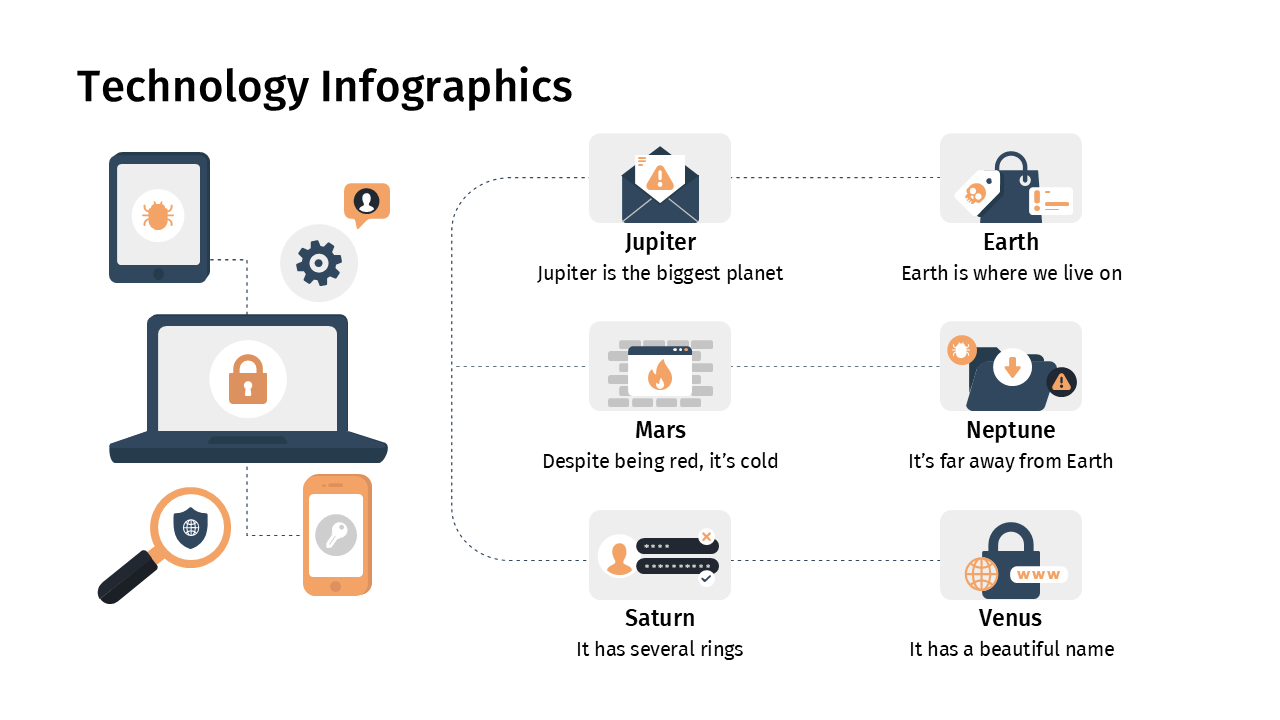 Technology Infographics
Jupiter
Jupiter is the biggest planet
Earth
Earth is where we live on
Mars
Despite being red, it’s cold
Neptune
It’s far away from Earth
Saturn
It has several rings
www
Venus
It has a beautiful name